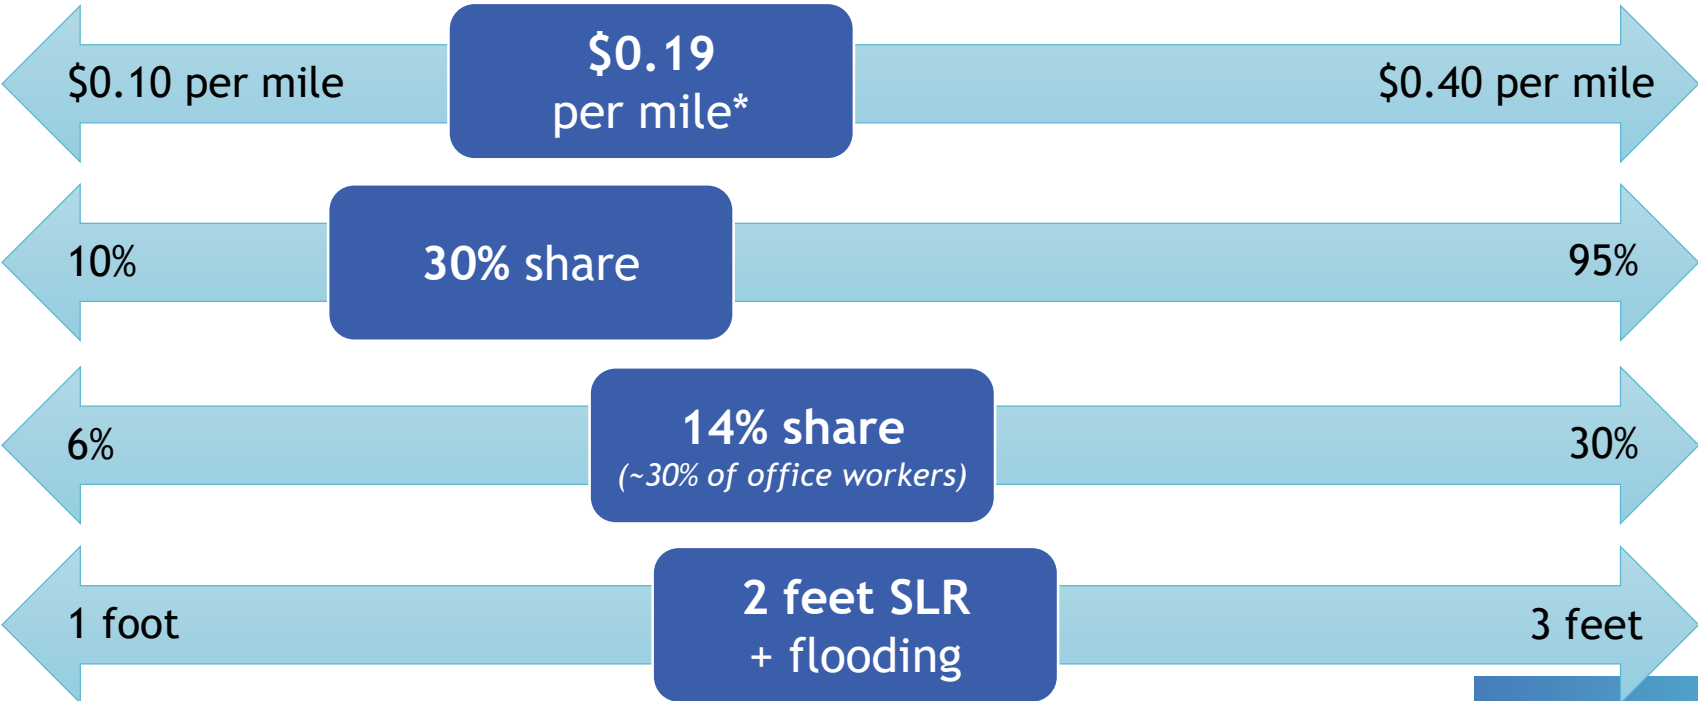 $0.10 per mile
$0.19
per mile*
$0.40 per mile
10%
30% share
95%
6%
14% share
(~30% of office workers)
30%
1 foot
2 feet SLR
+ flooding
3 feet